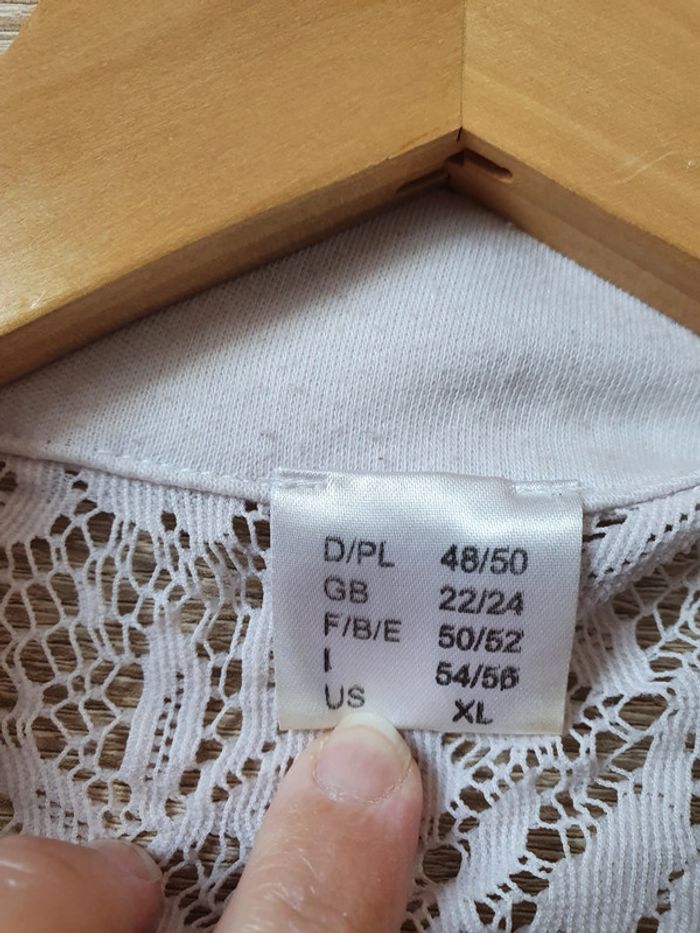 D/PL 48/50
GB 22/24
F/B/E 50/52
I 54/56
US XL